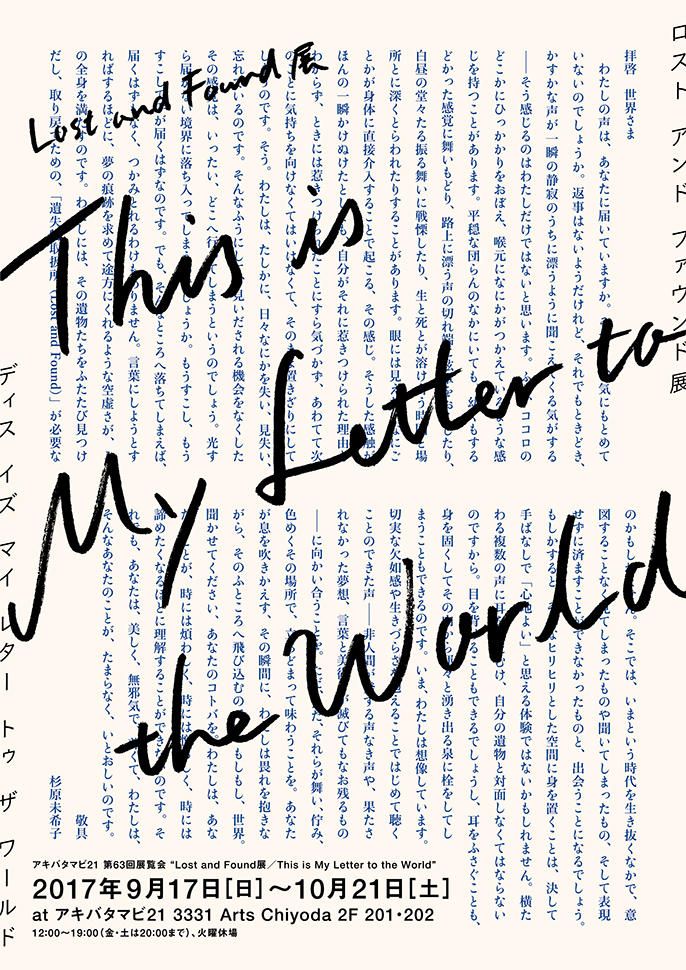 ロスト アンド ファウンド 展
Lost and Found 展
This is
My Letter to
the World
ディス イズ マイ レター トゥ ザ ワールド
拝啓　世界さま
わたしの声は、あなたに届いていますか。 気にもとめて
いないのでしょうか。返事はないようだけれど、それでもときどき、
かすかな声が一瞬の静寂のうちに漂うように聞こえてくる気がする
――そう感じるのはわたしだけではないと思います。 ココロの
どこかにひっかかりをおぼえ、喉元になにかがつかえているような感
じを持つことがあります。平穏な団らんのなかにいても、 する
どかった感覚に舞いもどり、路上に漂う声の切れ端に たり、
白昼の堂々たる振る舞いに戦慄したり、生と死とが溶け 時 と場
所とに深くとらわれたりすることがあります。眼には見え なにご
とかが身体に直接介入することで起こる、その感じ。そうした感触が
ほんの一瞬かけぬけたとしても、自分がそれに惹きつけられた理由
わからず、ときには惹きつけ たことにすら気づかず、あわてて次
の とに気持ちを向けなくてはいけなくて、そのまま置きざりにして
し のです。そう。わたしは、たしかに、日々なにかを失い、見失い、
忘れ いるのです。そんなふうにして 見いだされる機会をなくした
その感覚は、いったい、どこへ行ってしまうというのでしょう。光す
ら届かない境界に落ち入ってしま しょうか。もうすこし、もう
すこし が届くはずなのです。でも、 ところへ落ちてしまえば、
届くはずもなく、つかみとれるわけもありません。言葉にしようとす
ればするほどに、夢の痕跡を求めて途方にくれるような空虚さが、
の全身を満 のです。わたしには、その遺物たちをふたたび見つけ
だし、取り戻すための、「遺失物取扱所（Lost and Found）」が必要な
のかもしれません。そこでは、いまという時代を生き抜くなかで、意
図することなく見てしまったものや聞いてしまったもの、そして表現
せずに済ますことができなかったものと、出会うことになるでしょう。
もしかすると、 ヒリヒリとした空間に身を置くことは、決して
手ばなしで「心地よい」と思える体験ではないかもしれません。横た
わる複数の声に耳 け、自分の遺物と対面しなくてはならない
のですから。目を背けることもできるでしょうし、耳をふさぐことも、
身を固くしてその 々と湧き出る泉に栓をしてし
まうこともできるのです。いま、わたしは想像しています。
切実な欠如感や生きづらさ えることではじめて聴く
ことのできた声――非人間 する声なき声や、果たさ
れなかった夢想、言葉と美 が滅びてもなお残るもの
――に向かい合うこと た、それらが舞い、佇み、
色めくその場所で、立ちどまって味わうことを。あなた
が息を吹きかえす、その瞬間に、わたしは畏れを抱きな
がら、そのふところへ飛び込むの もしもし、世界。
聞かせてください、あなたのコトバを。わたしは、あな
たのことが、時には煩わしく、時には しく、時には
諦めたくなるほどに理解することができ のです。そ
れでも、あなたは、美しく、無邪気で、 くて、わたしは、
そんなあなたのことが、たまらなく、いとおしいのです。
敬具
杉原未希子
アキバタマビ21 第63回展覧会 “Lost and Found展／This is My Letter to the World”
2017年9月17日［日］〜10月21日［土］
at アキバタマビ21 3331 Arts Chiyoda 2F 201・202
12:00〜19:00（金・土は20:00まで）、火曜休場